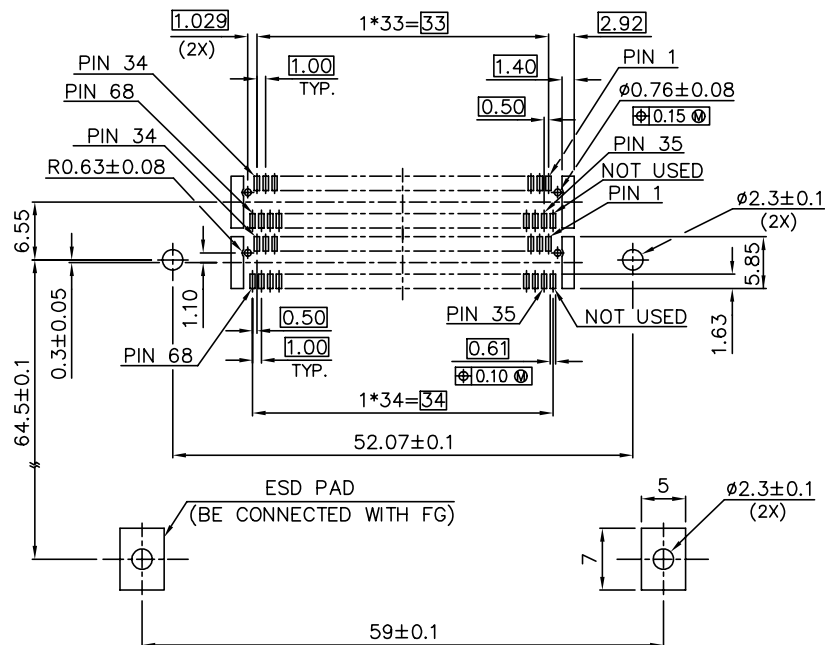 1.029
(2X)
1*33=33
2.92
PIN 34
1.00
TYP.
1.40
PIN 1
PIN 68
ø0.76±0.08
0.50
⌖ 0.15 Ⓜ
PIN 34
PIN 35
R0.63±0.08
NOT USED
PIN 1
ø2.3±0.1
(2X)
6.55
0.3±0.05
1.10
5.85
1.63
0.50
PIN 35
NOT USED
PIN 68
1.00
TYP.
0.61
⌖ 0.10 Ⓜ
1*34=34
64.5±0.1
52.07±0.1
ESD PAD
(BE CONNECTED WITH FG)
5
ø2.3±0.1
(2X)
7
59±0.1